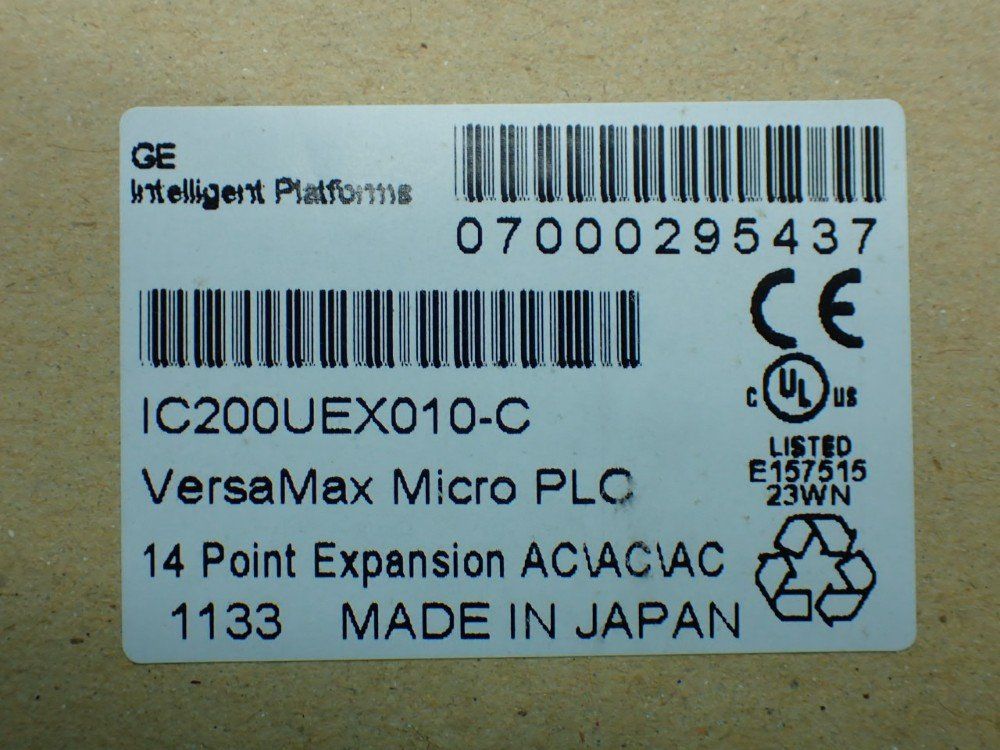 GE
Intelligent Platforms
07000295437
IC200UEX010-C
VersaMax Micro PLC
14 Point Expansion AC\AC\AC
1133 MADE IN JAPAN
CE
C UL US
LISTED
E157515
23WN